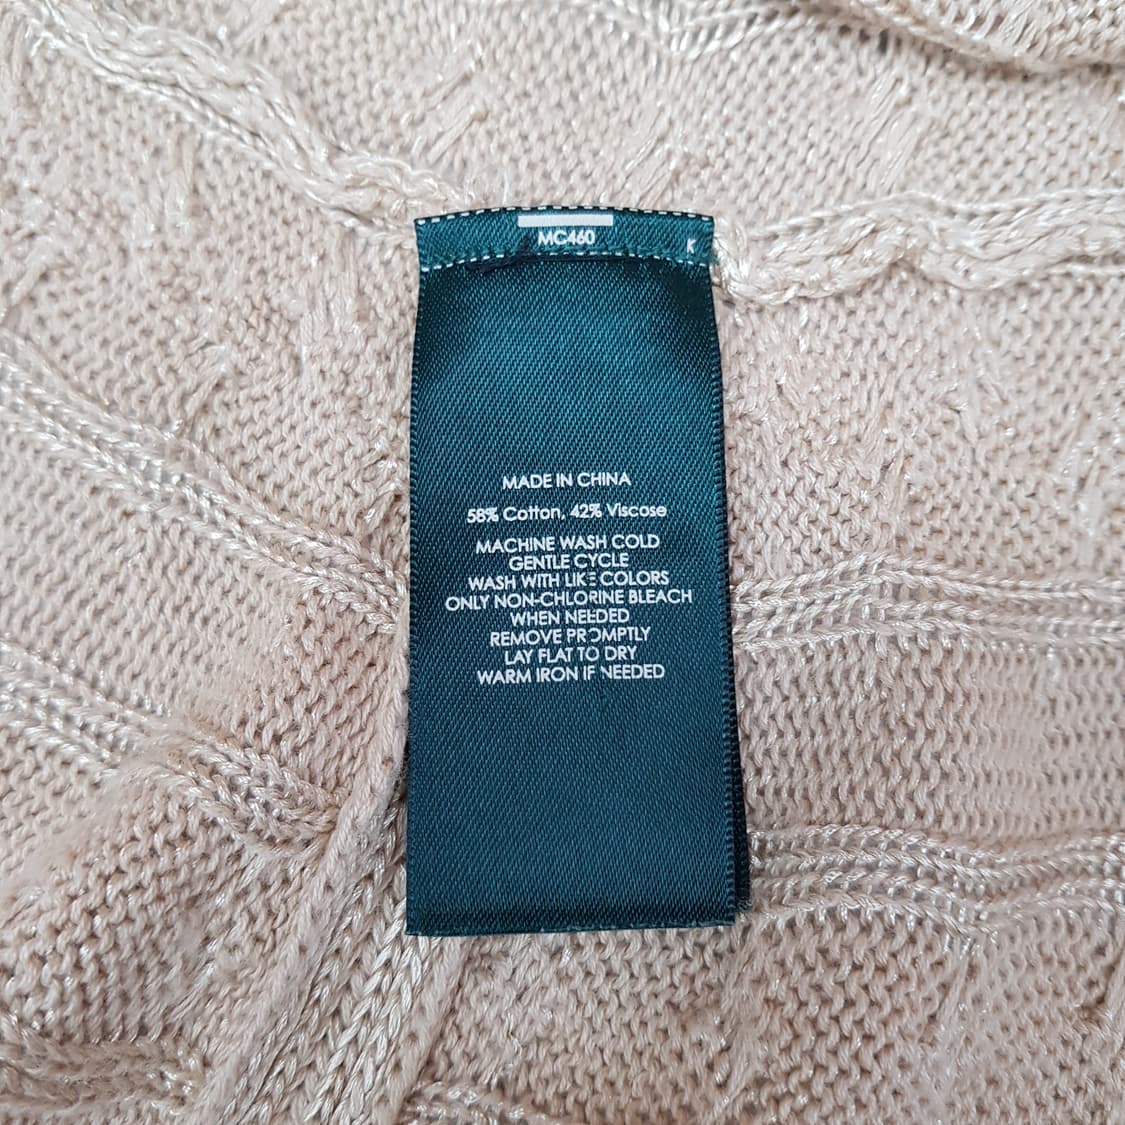 MC460
K
MADE IN CHINA
58% Cotton, 42% Viscose
MACHINE WASH COLD
GENTLE CYCLE
WASH WITH LIKE COLORS
ONLY NON-CHLORINE BLEACH
WHEN NEEDED
REMOVE PROMPTLY
LAY FLAT TO DRY
WARM IRON IF NEEDED